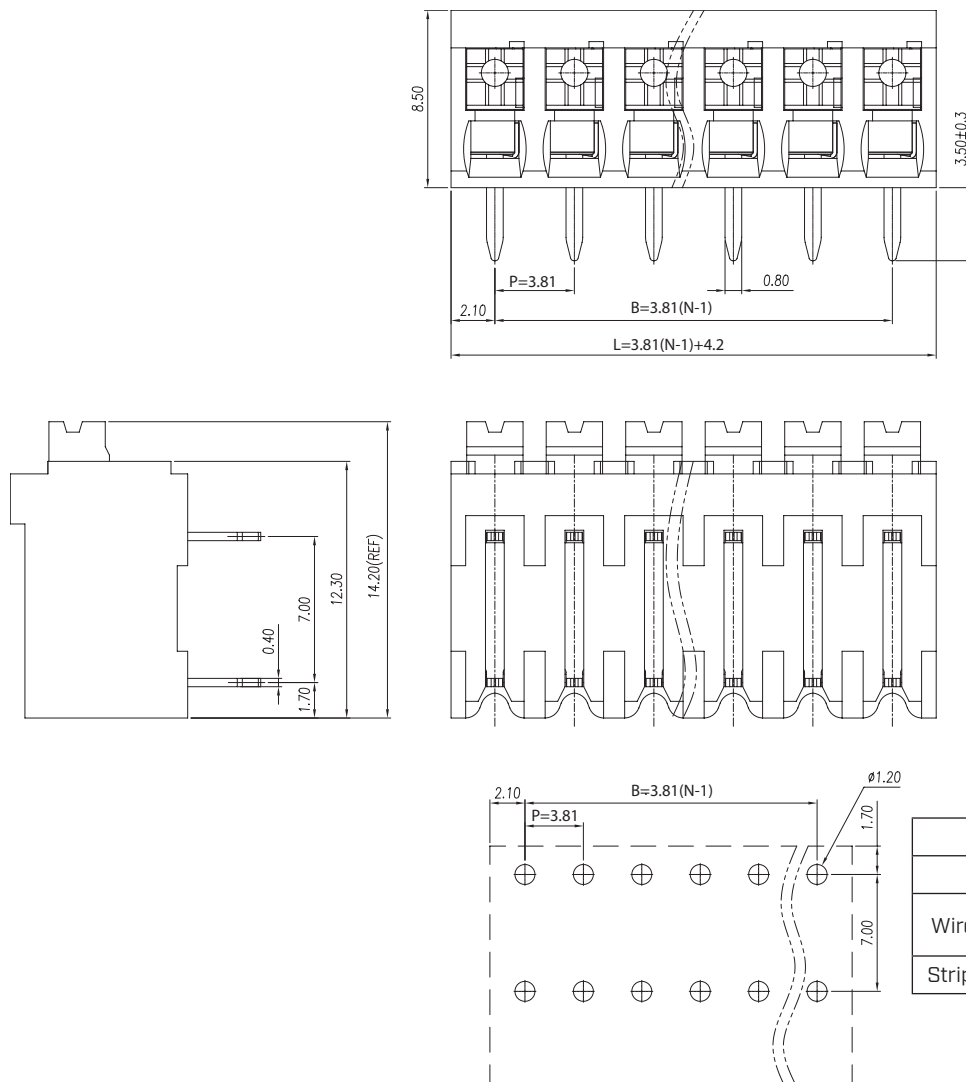 8.50
3.50±0.3
P=3.81
0.80
2.10
B=3.81(N-1)
L=3.81(N-1)+4.2
0.40
1.70
7.00
12.30
14.20(REF)
2.10
B=3.81(N-1)
P=3.81
ø1.20
1.70
7.00
Strip